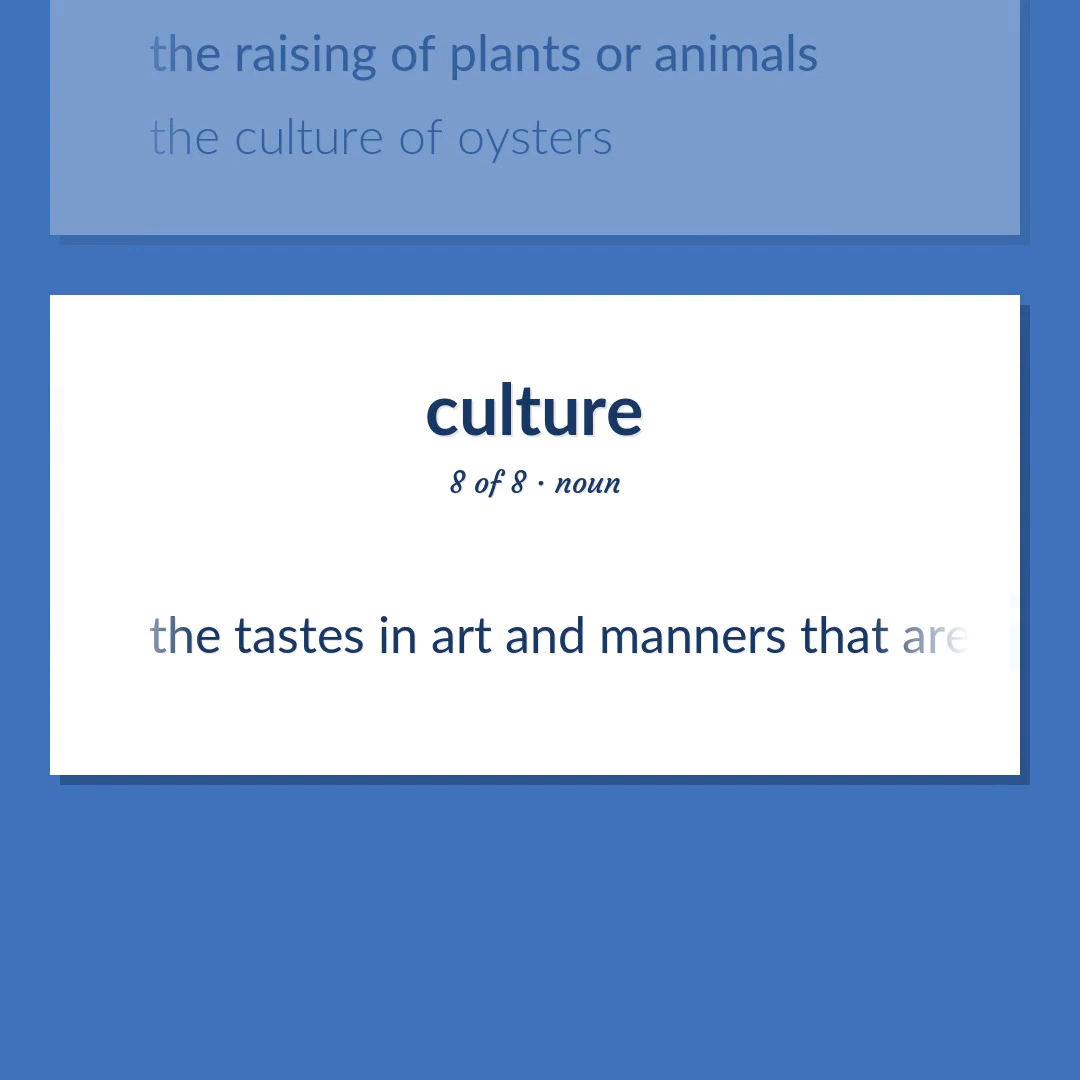 the raising of plants or animals
the culture of oysters
culture
8 of 8 · noun
the tastes in art and manners that are